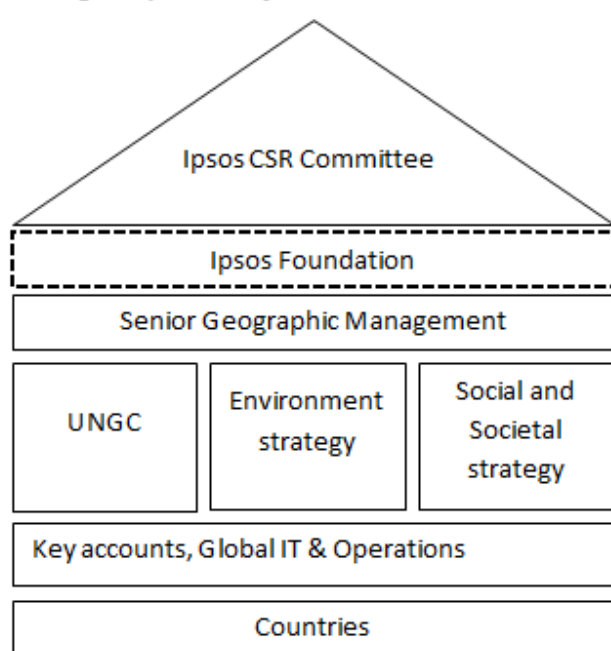 Ipsos CSR Committee
Ipsos Foundation
Senior Geographic Management
UNGC
Environment
strategy
Social and
Societal
strategy
Key accounts, Global IT & Operations
Countries